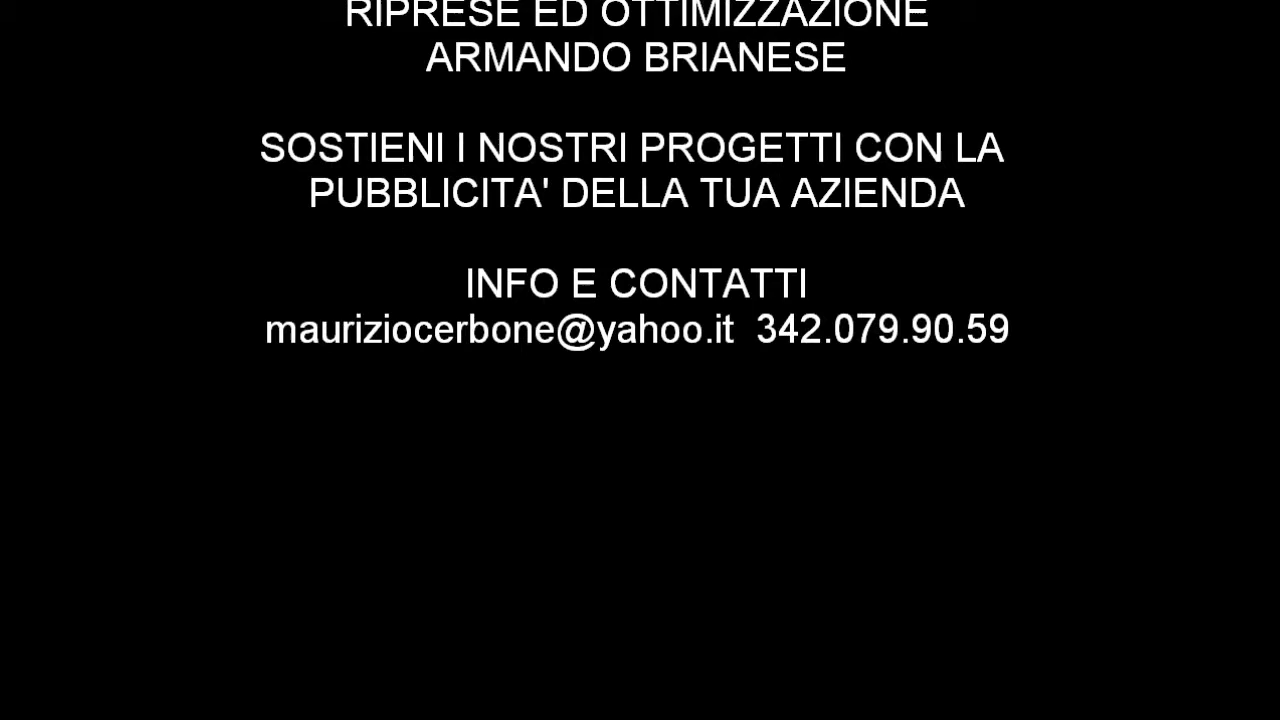 RIPRESE ED OTTIMIZZAZIONE
ARMANDO BRIANESE
SOSTIENI I NOSTRI PROGETTI CON LA
PUBBLICITA' DELLA TUA AZIENDA
INFO E CONTATTI
mauriziocerbone@yahoo.it 342.079.90.59